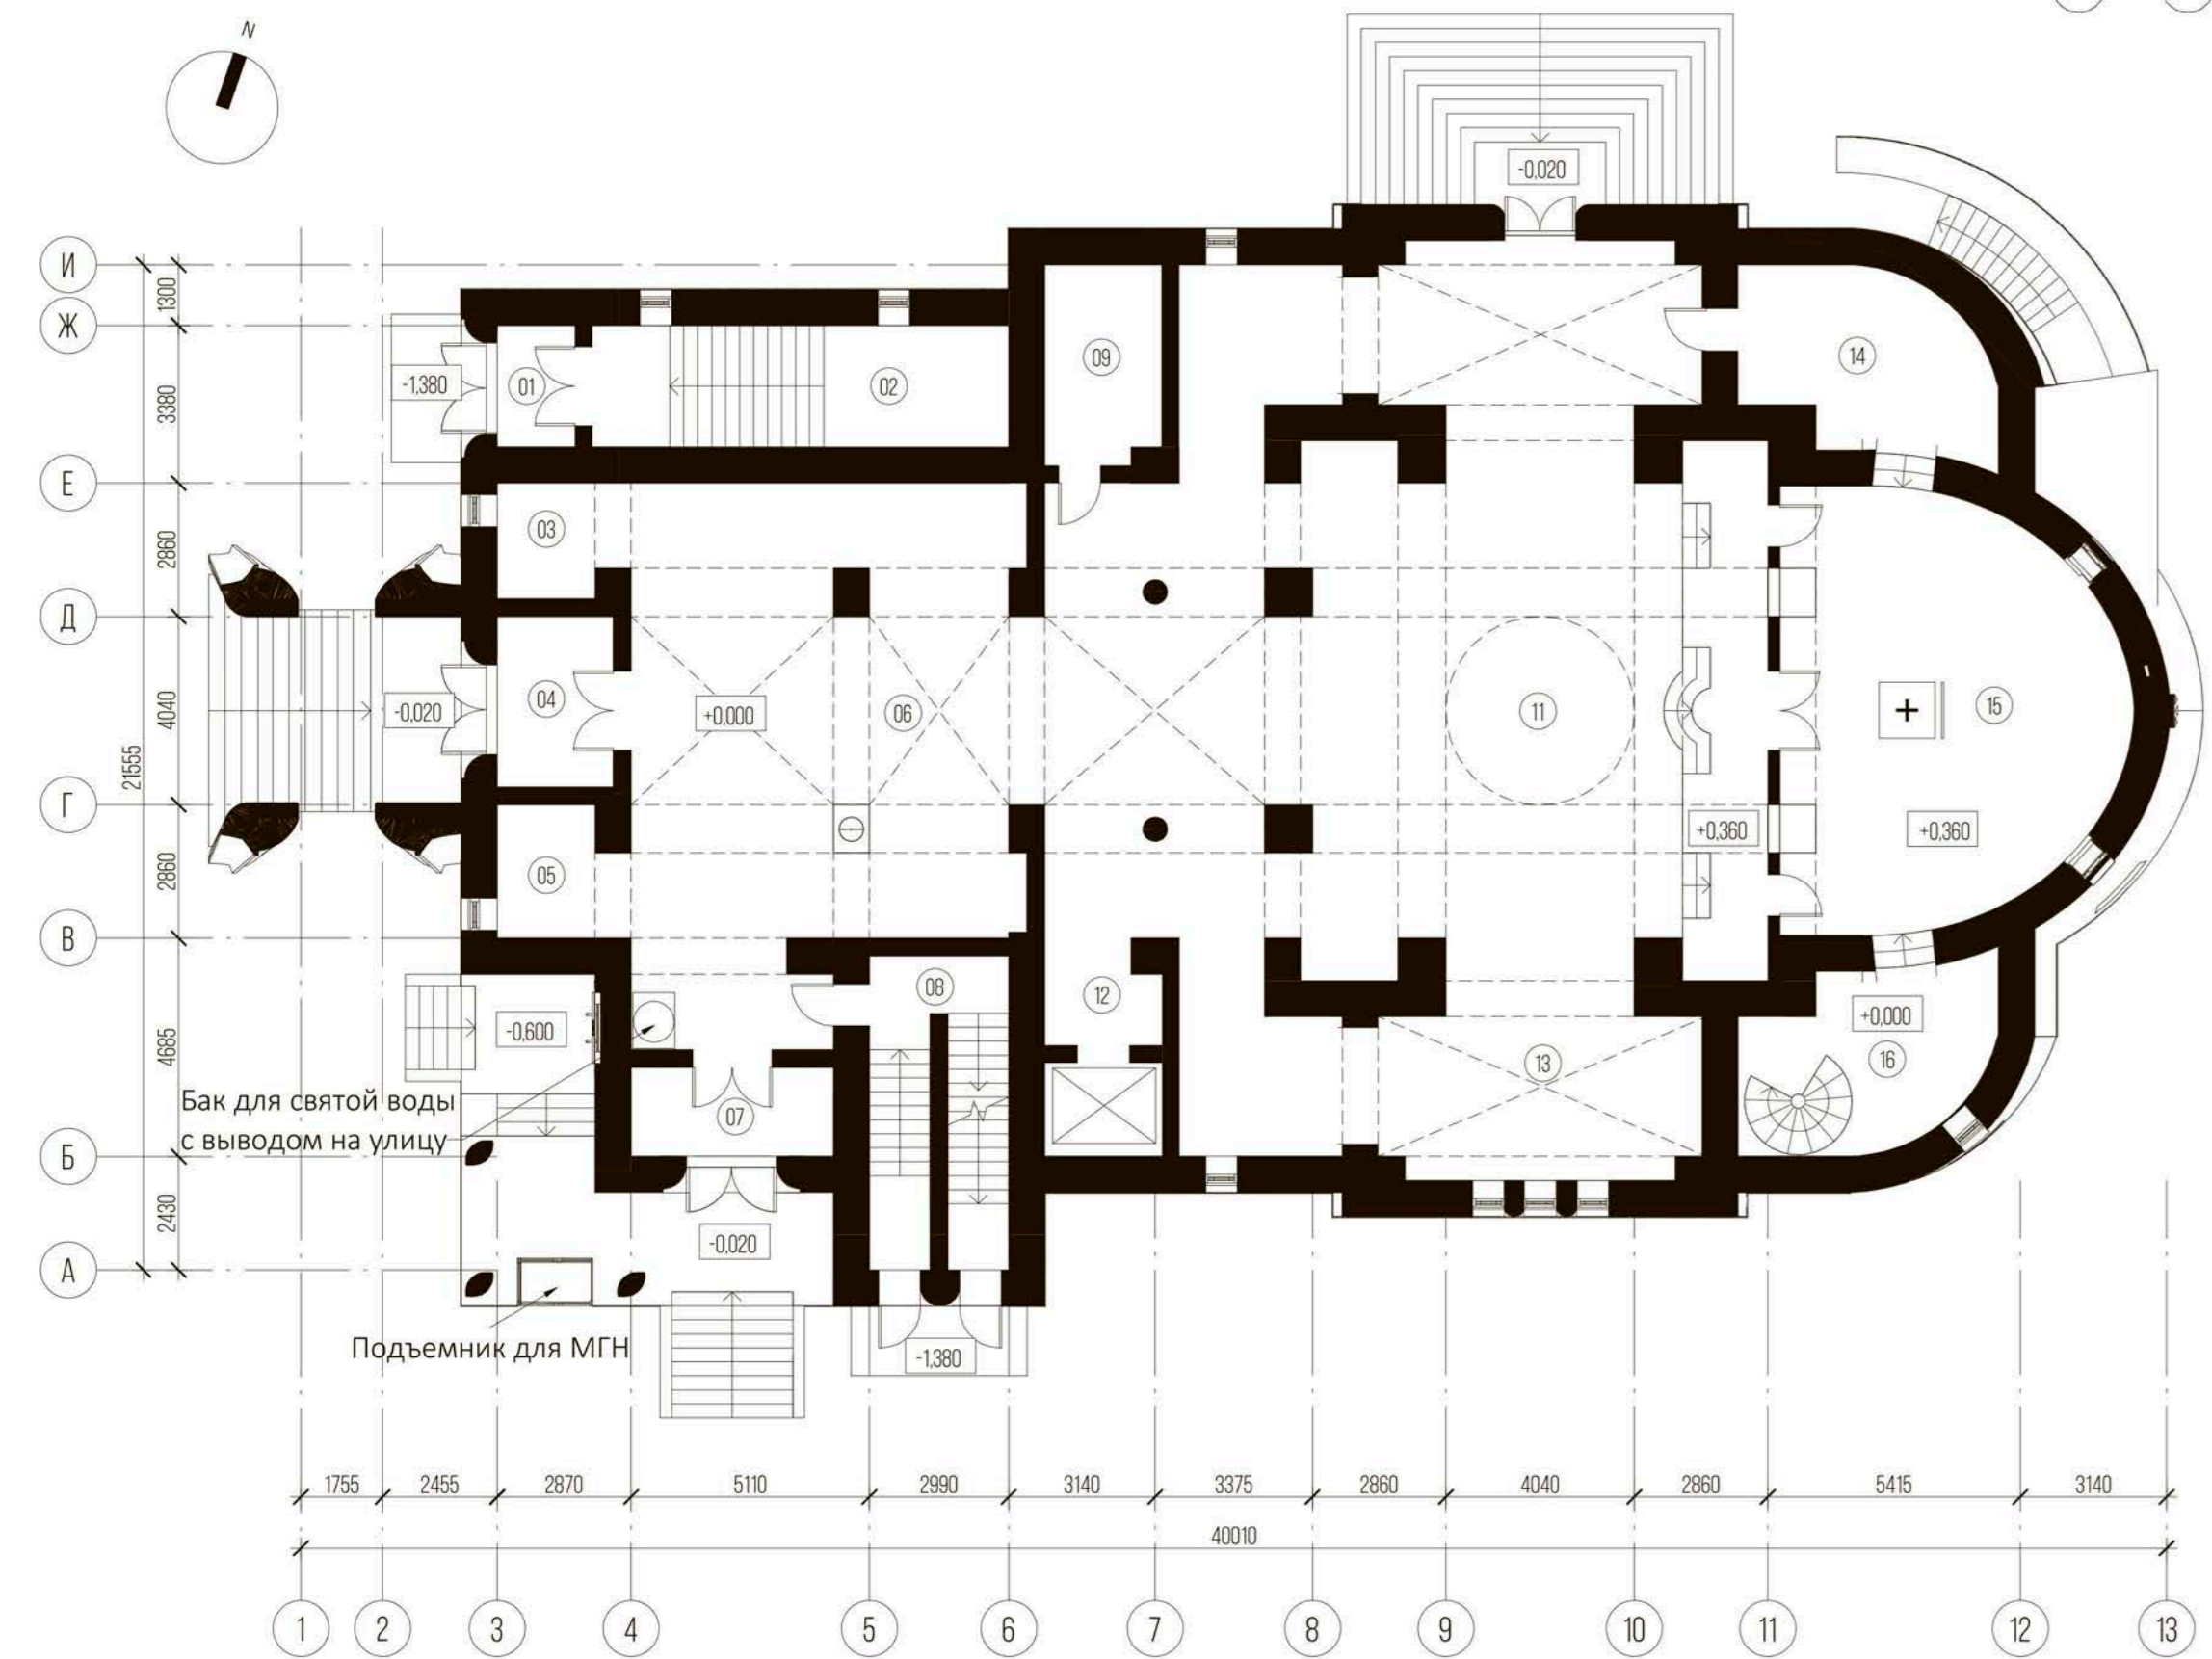 N
-0,020
И
Ж
Е
Д
Г
В
Б
А
1300
3380
2860
4040
2860
4685
2430
21555
-1,380
01
02
09
14
03
04
-0,020
+0,000
06
11
15
+0,360
+0,360
05
08
12
-0,600
+0,000
16
13
07
Бак для святой воды
с выводом на улицу
-0,020
Подъемник для МГН
-1,380
1755 2455 2870 5110 2990 3140 3375 2860 4040 2860 5415 3140
40010
1 2 3 4 5 6 7 8 9 10 11 12 13